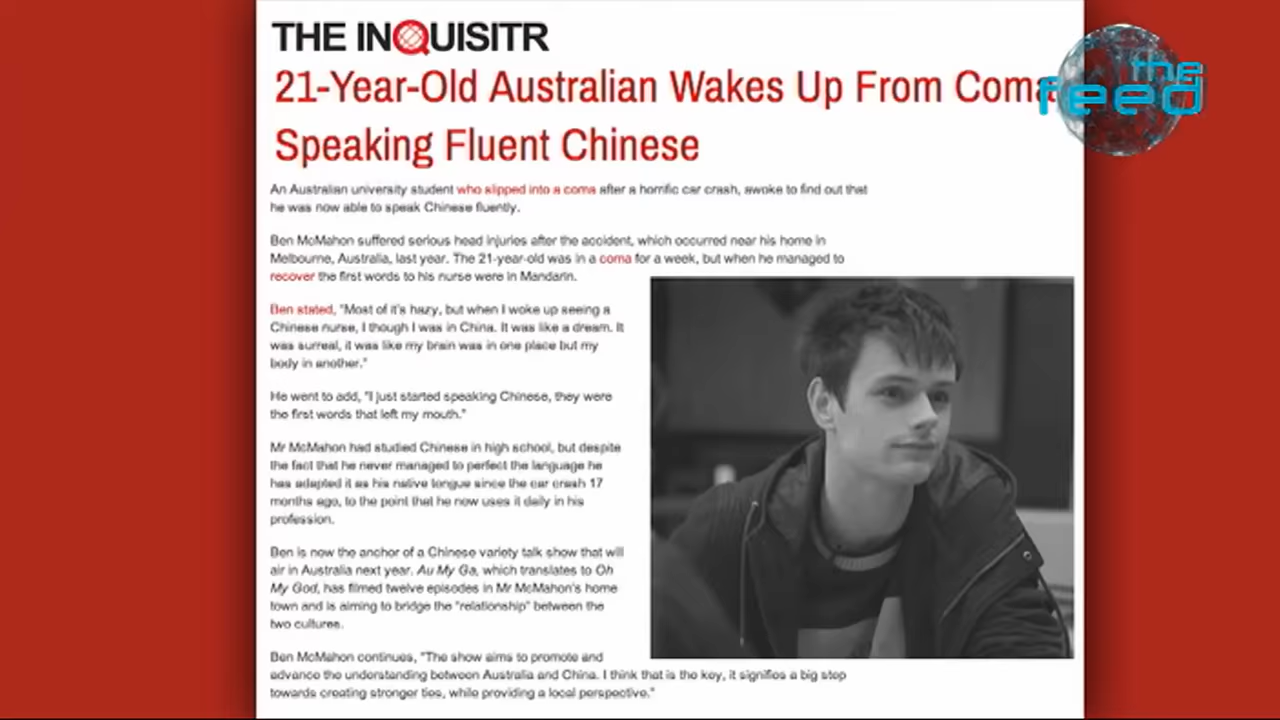 THE INQUISITR
21-Year-Old Australian Wakes Up From Coma
Speaking Fluent Chinese
the
feed
An Australian university student who slipped into a coma after a horrific car crash, awoke to find out that
he was now able to speak Chinese fluently.
Ben McMahon suffered serious head injuries after the accident, which occurred near his home in
Melbourne, Australia, last year. The 21-year-old was in a coma for a week, but when he managed to
recover the first words to his nurse were in Mandarin.
Ben stated, "Most of it's hazy, but when I woke up seeing a
Chinese nurse, I though I was in China. It was like a dream. It
was surreal, it was like my brain was in one place but my
body in another."
He went to add, "I just started speaking Chinese, they were
the first words that left my mouth."
Mr McMahon had studied Chinese in high school, but despite
the fact that he never managed to perfect the language he
has adapted it as his native tongue since the car crash 17
months ago, to the point that he now uses it daily in his
profession.
Ben is now the anchor of a Chinese variety talk show that will
air in Australia next year. Au My Ga, which translates to Oh
My God, has filmed twelve episodes in Mr McMahon's home
town and is aiming to bridge the "relationship" between the
two cultures.
Ben McMahon continues, "The show aims to promote and
advance the understanding between Australia and China. I think that is the key, it signifies a big step
towards creating stronger ties, while providing a local perspective."